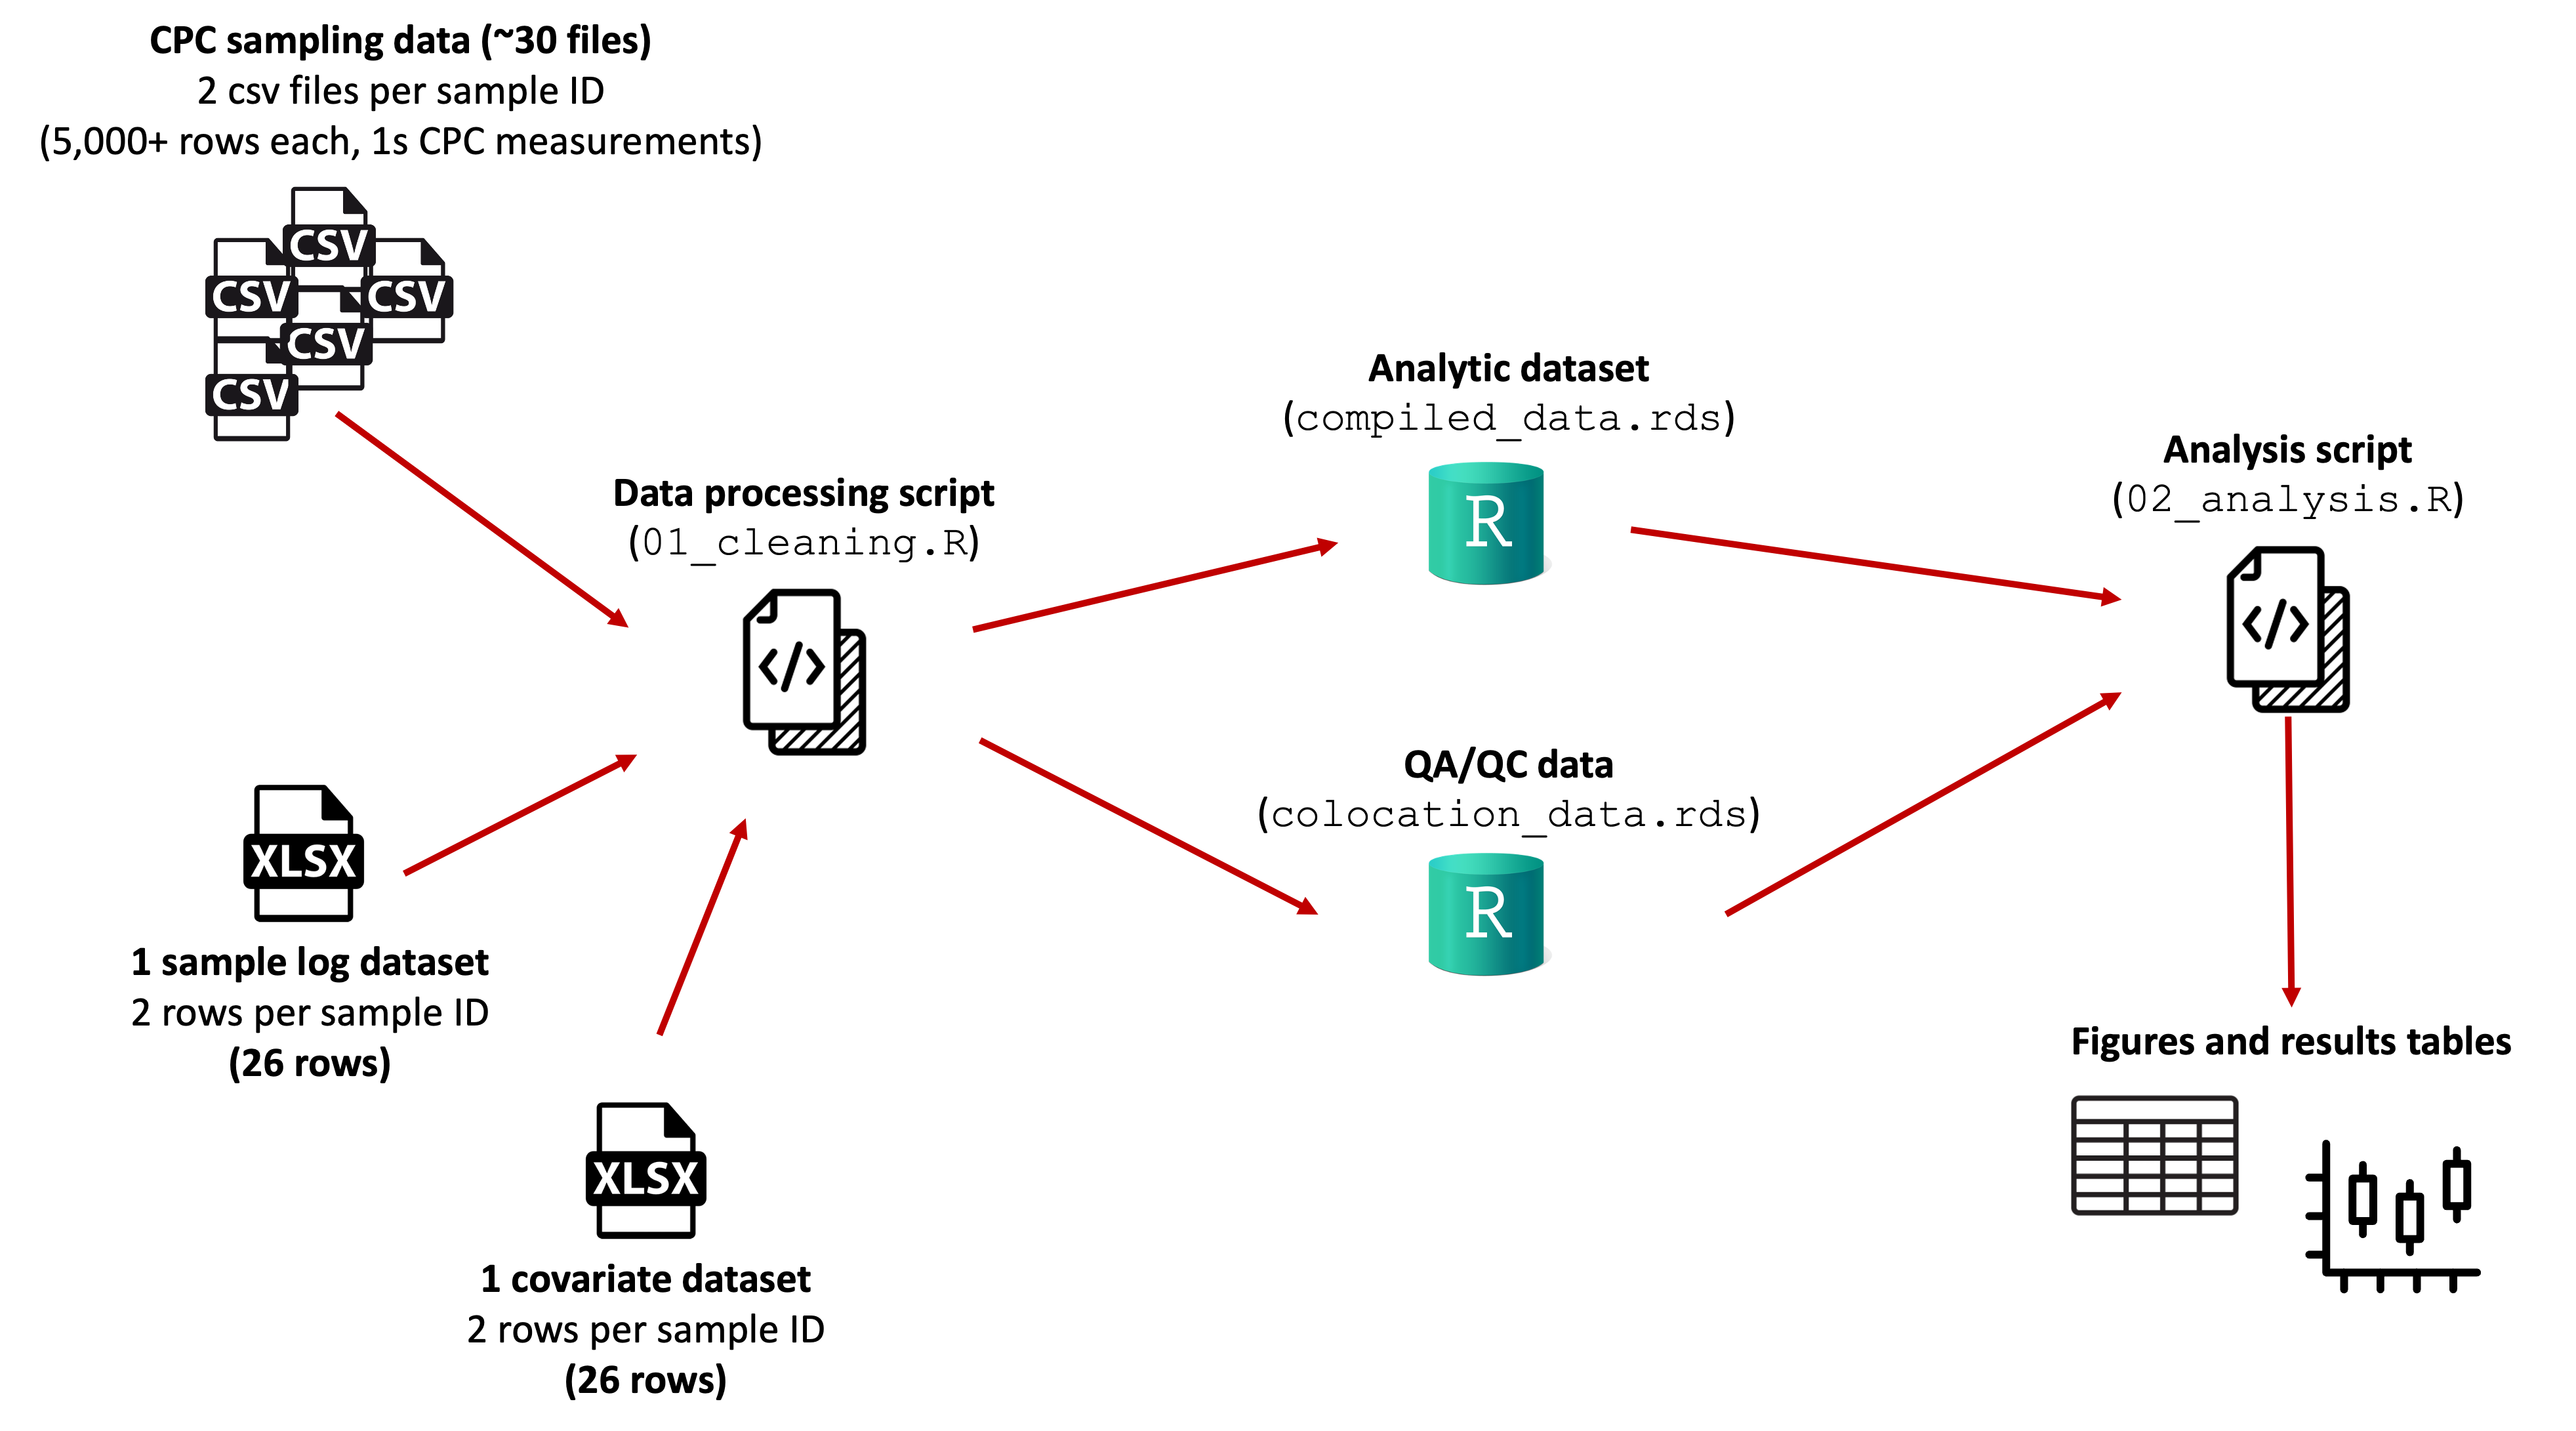 CPC sampling data (~30 files)
2 csv files per sample ID
(5,000+ rows each, 1s CPC measurements)
CSV
CSV
CSV
CSV
CSV
Data processing script
(01_cleaning.R)
</>
XLSX
1 sample log dataset
2 rows per sample ID
(26 rows)
XLSX
1 covariate dataset
2 rows per sample ID
(26 rows)
Analytic dataset
(compiled_data.rds)
R
QA/QC data
(colocation_data.rds)
R
Analysis script
(02_analysis.R)
</>
Figures and results tables